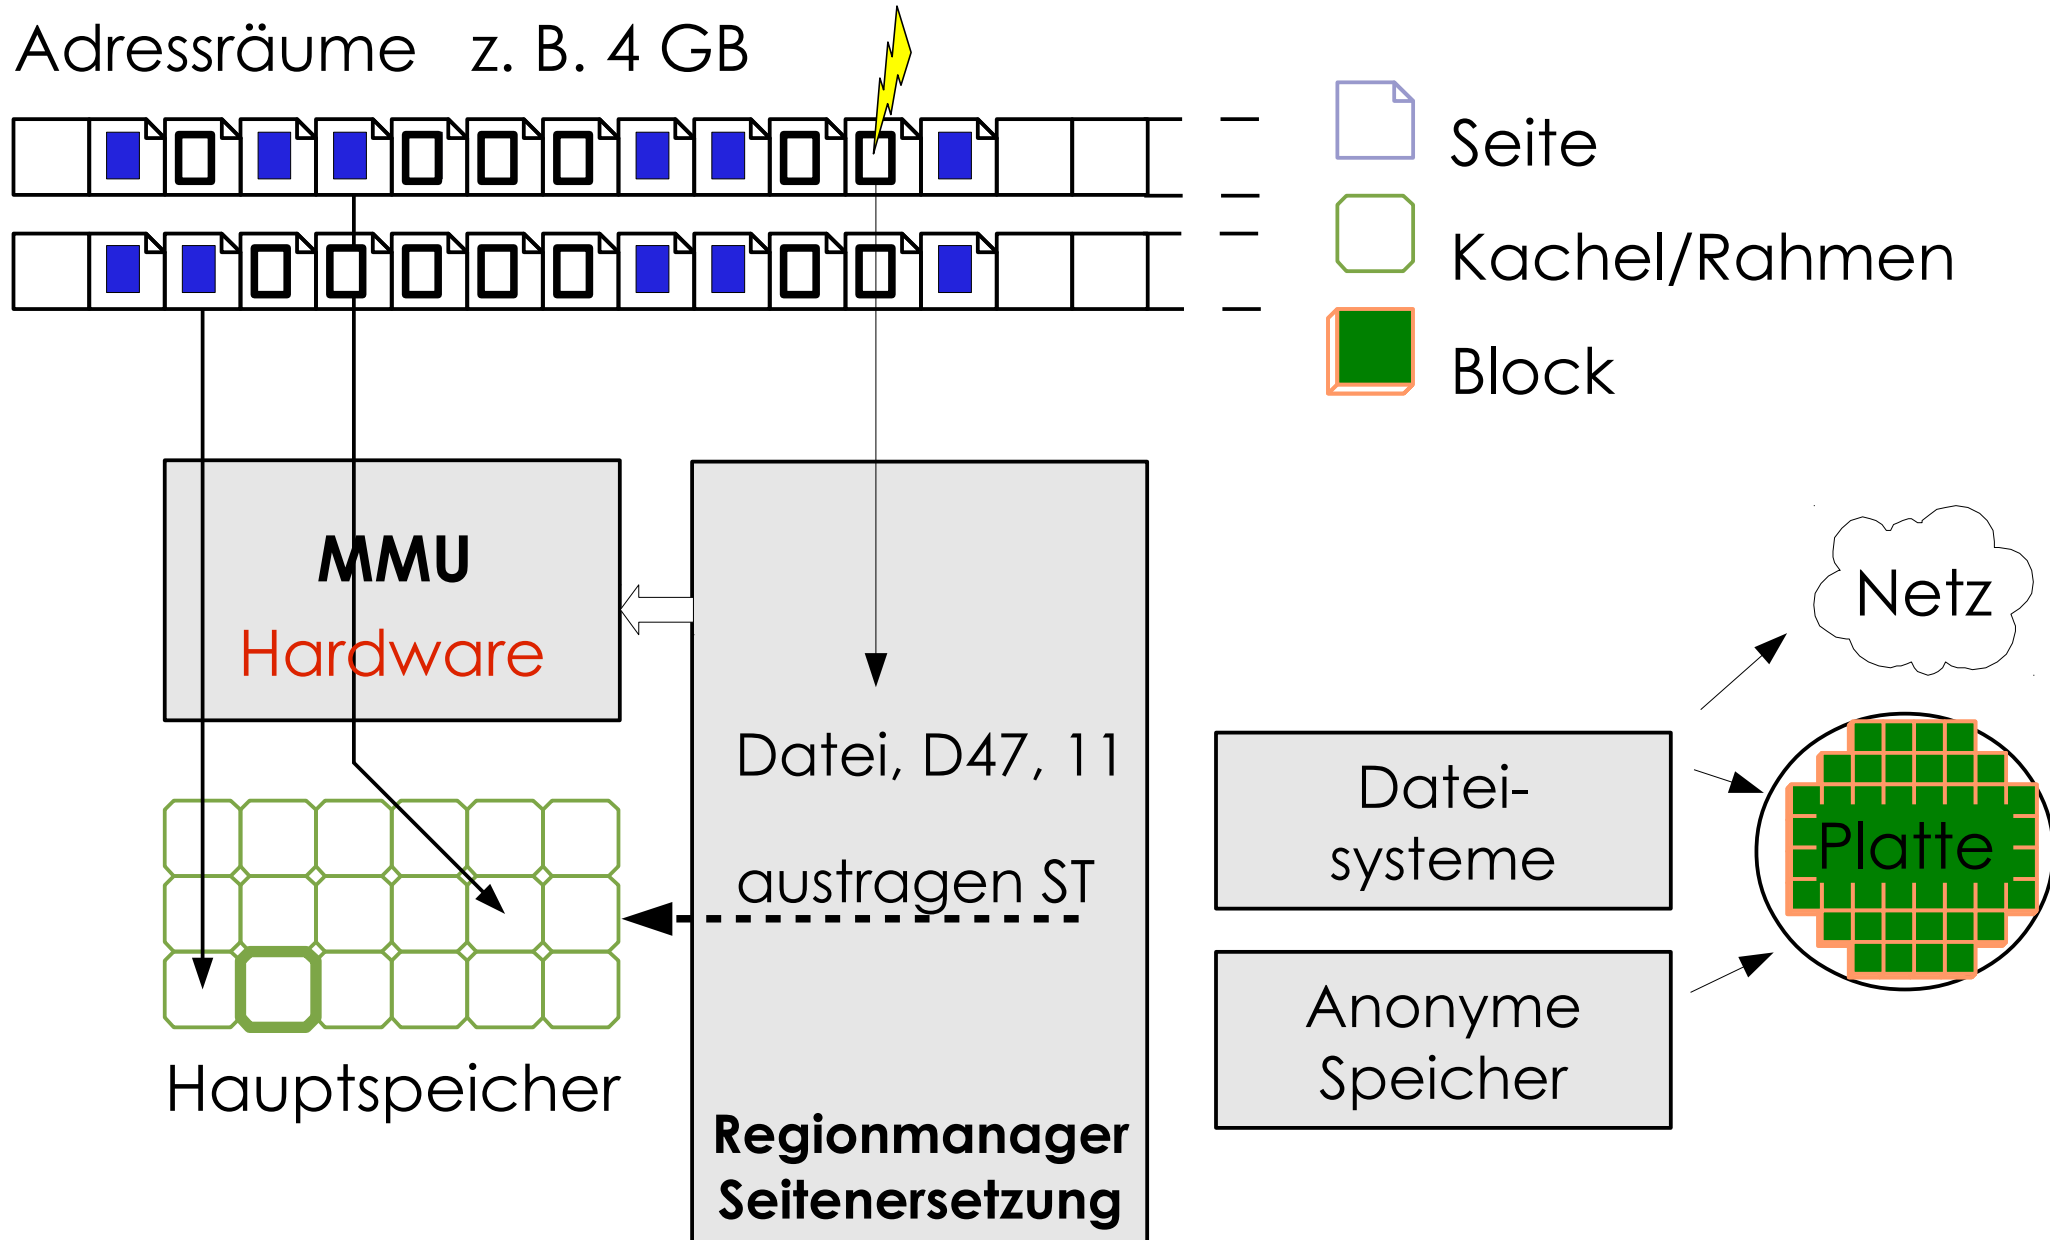 Adressräume z. B. 4 GB
Seite
Kachel/Rahmen
Block
MMU
Hardware
Datei, D47, 11
austragen ST
Regionmanager
Seitenersetzung
Hauptspeicher
Datei-
systeme
Anonyme
Speicher
Netz
Platte